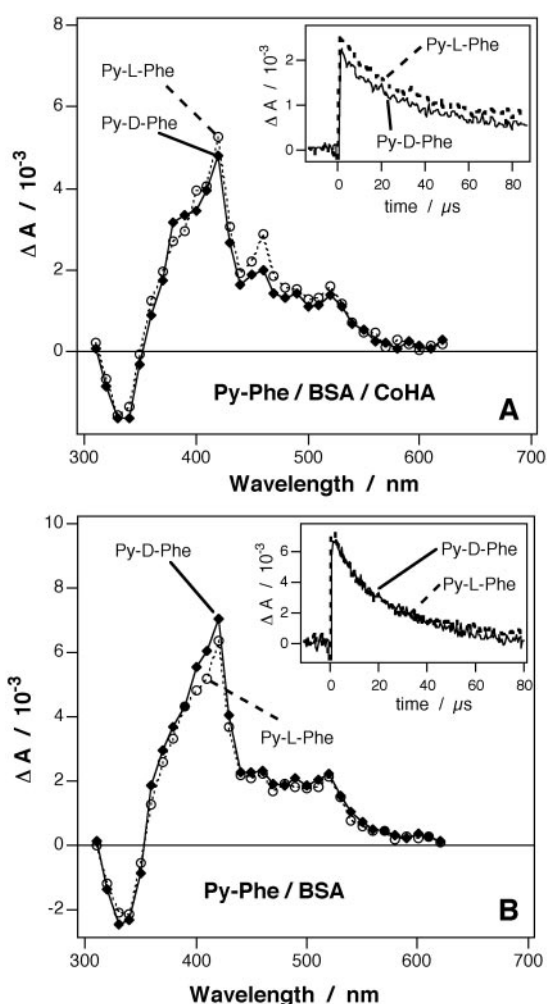 8
6
4
2
0
Δ A / 10⁻³
Py-L-Phe
Py-D-Phe
2
1
0
Δ A / 10⁻³
Py-L-Phe
Py-D-Phe
0 20 40 60 80
time / µs
Py-Phe / BSA / CoHA
A
300 400 500 600 700
Wavelength / nm
10
8
6
4
2
0
-2
Δ A / 10⁻³
Py-D-Phe
Py-L-Phe
6
4
2
0
Δ A / 10⁻³
Py-D-Phe
Py-L-Phe
0 20 40 60 80
time / µs
Py-Phe / BSA
B
300 400 500 600 700
Wavelength / nm